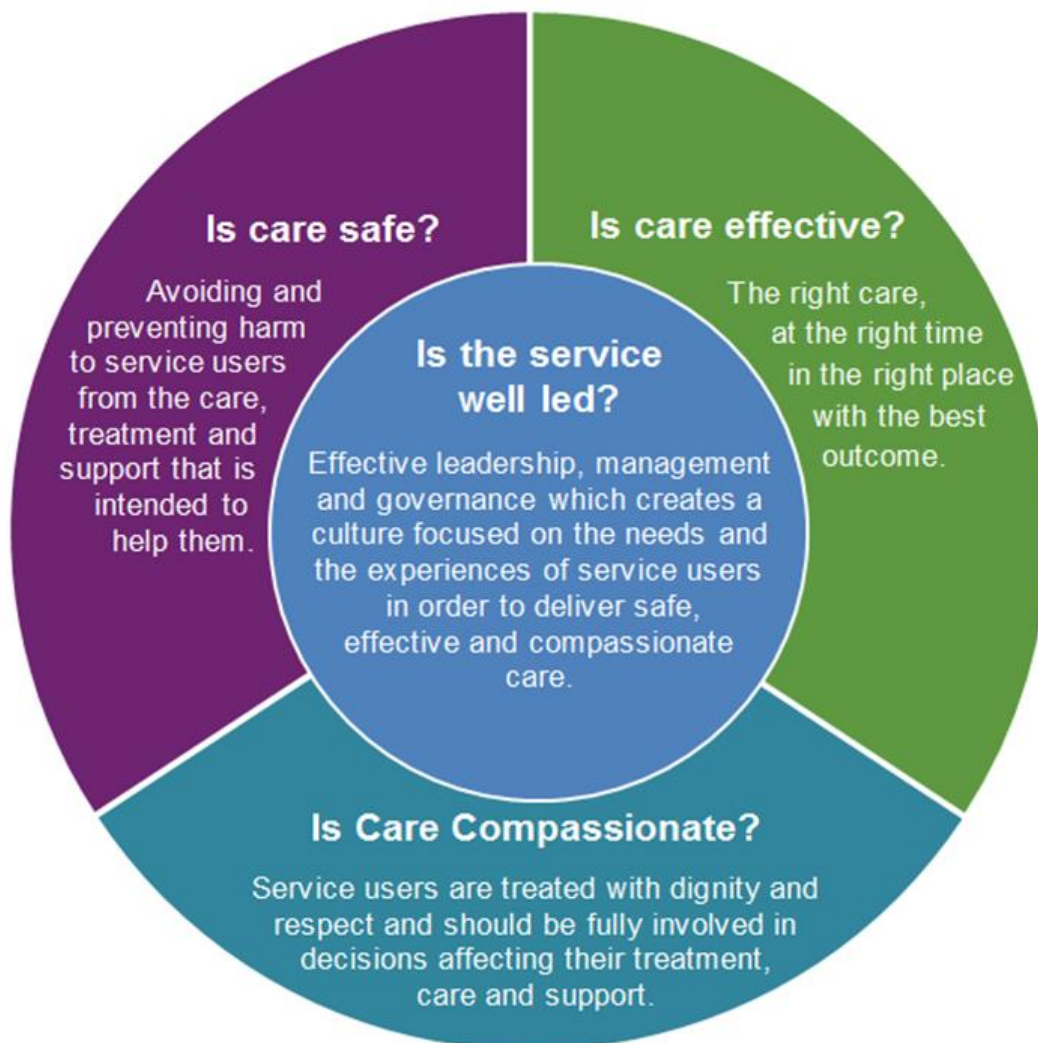 Is care safe?
Avoiding and
preventing harm
to service users
from the care,
treatment and
support that is
intended to
help them.
Is care effective?
The right care,
at the right time
in the right place
with the best
outcome.
Is the service
well led?
Effective leadership, management
and governance which creates a
culture focused on the needs and
the experiences of service users
in order to deliver safe,
effective and compassionate
care.
Is Care Compassionate?
Service users are treated with dignity and
respect and should be fully involved in
decisions affecting their treatment,
care and support.